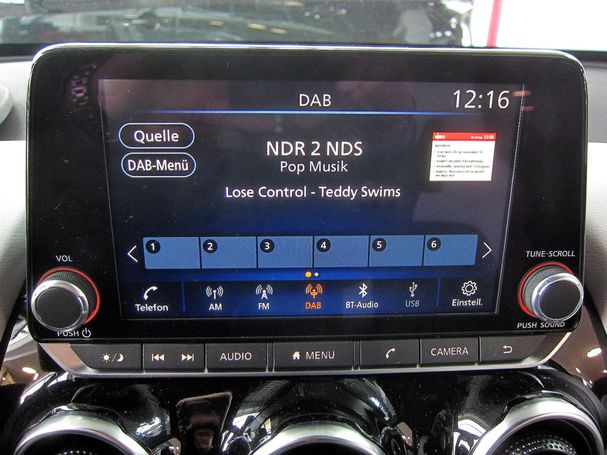 DAB
12:16
Quelle
DAB-Menü
NDR 2 NDS
Pop Musik
Lose Control - Teddy Swims
1 2 3 4 5 6
Telefon AM FM DAB BT-Audio USB Einstell.
VOL
PUSH
TUNE-SCROLL
PUSH SOUND
AUDIO MENU CAMERA